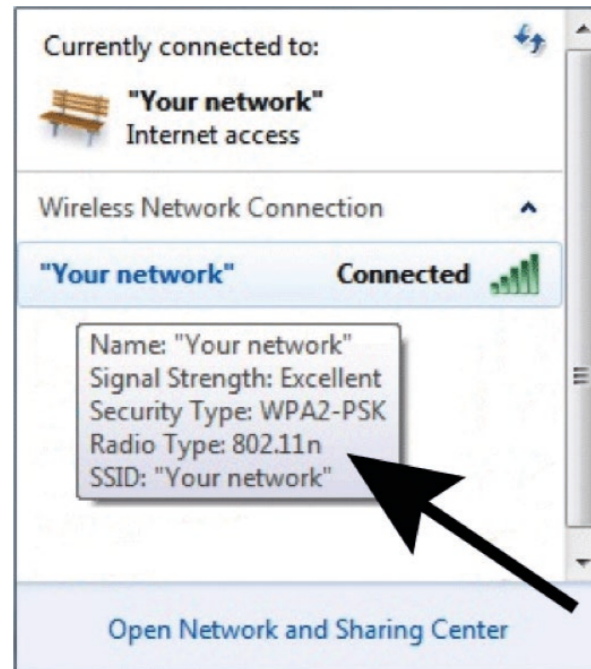 Currently connected to:
"Your network"
Internet access
Wireless Network Connection
"Your network" Connected
Name: "Your network"
Signal Strength: Excellent
Security Type: WPA2-PSK
Radio Type: 802.11n
SSID: "Your network"
Open Network and Sharing Center